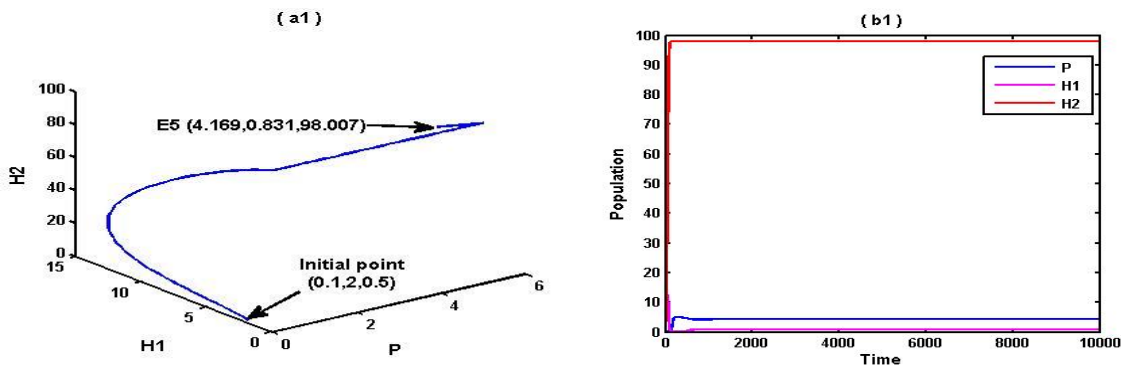 ( a1 )
100
80
60
40
20
0
H2
E5 (4.169,0.831,98.007)
Initial point
(0.1,2,0.5)
15
10
5
0
H1
0
2
4
6
P
( b1 )
100
90
80
70
60
50
40
30
20
10
0
Population
P
H1
H2
0
2000
4000
6000
8000
10000
Time